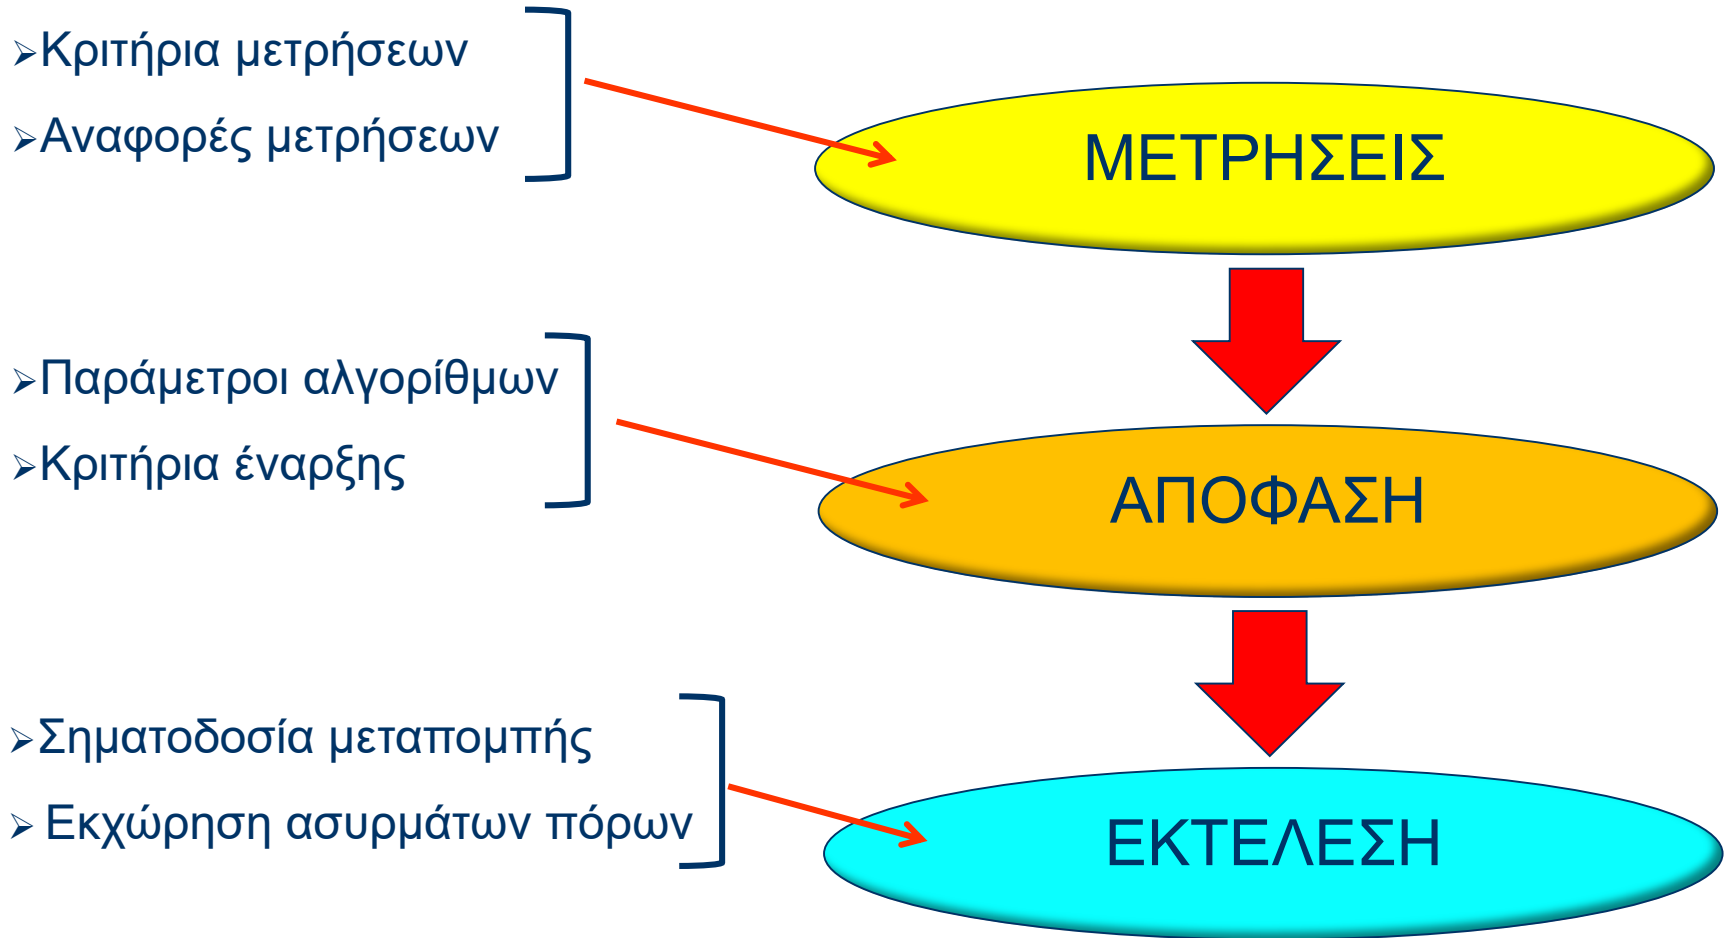 ➢Κριτήρια μετρήσεων
➢Αναφορές μετρήσεων
ΜΕΤΡΗΣΕΙΣ
➢Παράμετροι αλγορίθμων
➢Κριτήρια έναρξης
ΑΠΟΦΑΣΗ
➢Σηματοδοσία μεταπομπής
➢ Εκχώρηση ασυρμάτων πόρων
ΕΚΤΕΛΕΣΗ